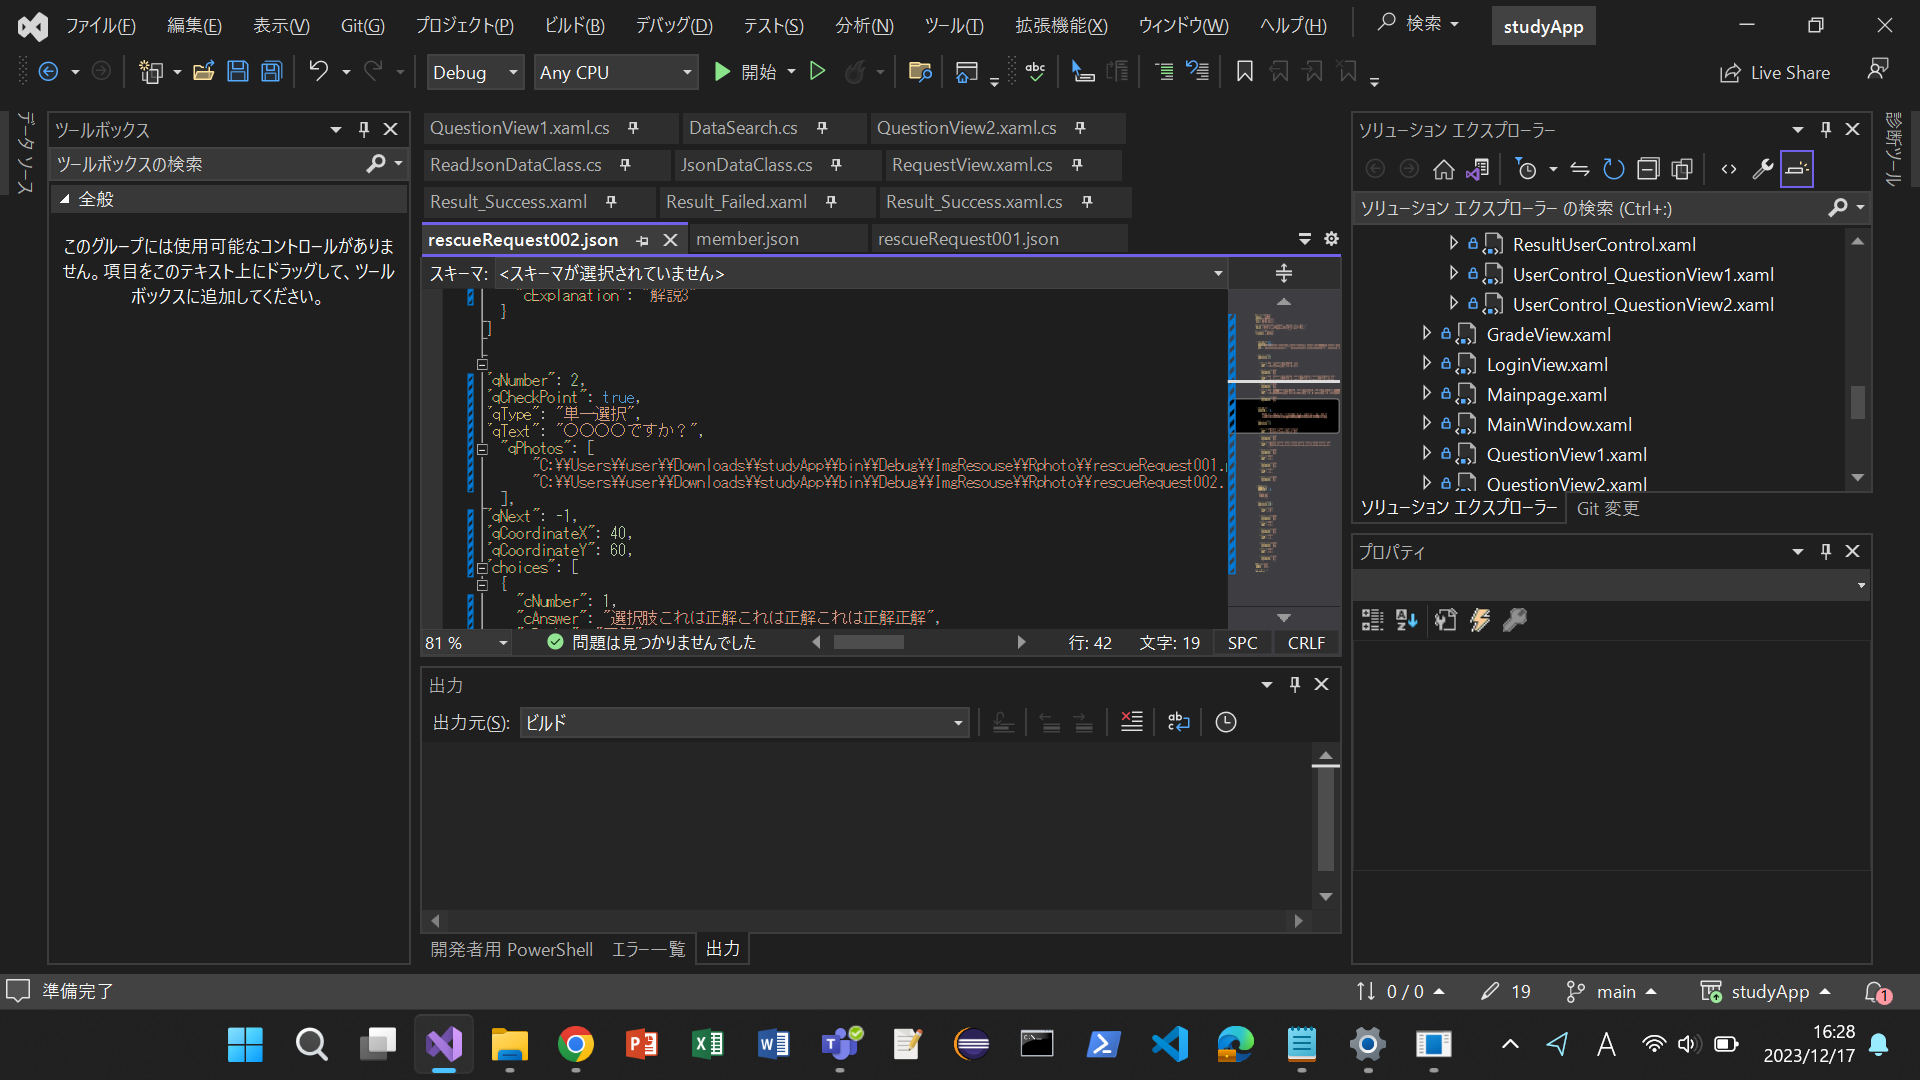 ファイル(F) 編集(E) 表示(V) Git(G) プロジェクト(P) ビルド(B) デバッグ(D) テスト(S) 分析(N) ツール(T) 拡張機能(X) ウィンドウ(W) ヘルプ(H) 検索 studyApp
Debug Any CPU 開始 Live Share
データ ソース
ツールボックス
ツールボックスの検索
全般
このグループには使用可能なコントロールがありま
せん。項目をこのテキスト上にドラッグして、ツール
ボックスに追加してください。
QuestionView1.xaml.cs DataSearch.cs QuestionView2.xaml.cs
ReadJsonDataClass.cs JsonDataClass.cs RequestView.xaml.cs
Result_Success.xaml Result_Failed.xaml Result_Success.xaml.cs
rescueRequest002.json member.json rescueRequest001.json
スキーマ: <スキーマが選択されていません>
"cExplanation": "解説3"
}
]
"qNumber": 2,
"qCheckPoint": true,
"qType": "単一選択",
"qText": "〇〇〇〇ですか？",
"qPhotos": [
"C:¥¥Users¥¥user¥¥Downloads¥¥studyApp¥¥bin¥¥Debug¥¥ImgResouse¥¥Rphoto¥¥rescueRequest001.
"C:¥¥Users¥¥user¥¥Downloads¥¥studyApp¥¥bin¥¥Debug¥¥ImgResouse¥¥Rphoto¥¥rescueRequest002.
],
"qNext": -1,
"qCoordinateX": 40,
"qCoordinateY": 60,
"choices": [
{
"cNumber": 1,
"cAnswer": "選択肢これは正解これは正解これは正解正解",
81 % 問題は見つかりませんでした 行: 42 文字: 19 SPC CRLF
出力
出力元(S): ビルド
開発者用 PowerShell エラー一覧 出力
ソリューション エクスプローラー
ソリューション エクスプローラー の検索 (Ctrl+:)
ResultUserControl.xaml
UserControl_QuestionView1.xaml
UserControl_QuestionView2.xaml
GradeView.xaml
LoginView.xaml
Mainpage.xaml
MainWindow.xaml
QuestionView1.xaml
QuestionView2.xaml
ソリューション エクスプローラー Git 変更
プロパティ
診断ツール
準備完了 0 / 0 19 main studyApp 1
A 16:28
2023/12/17